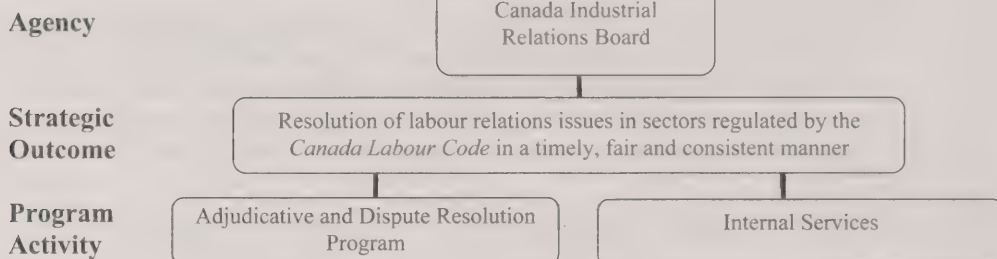 Agency
Canada Industrial
Relations Board
Strategic
Outcome
Resolution of labour relations issues in sectors regulated by the
Canada Labour Code in a timely, fair and consistent manner
Program
Activity
Adjudicative and Dispute Resolution
Program
Internal Services